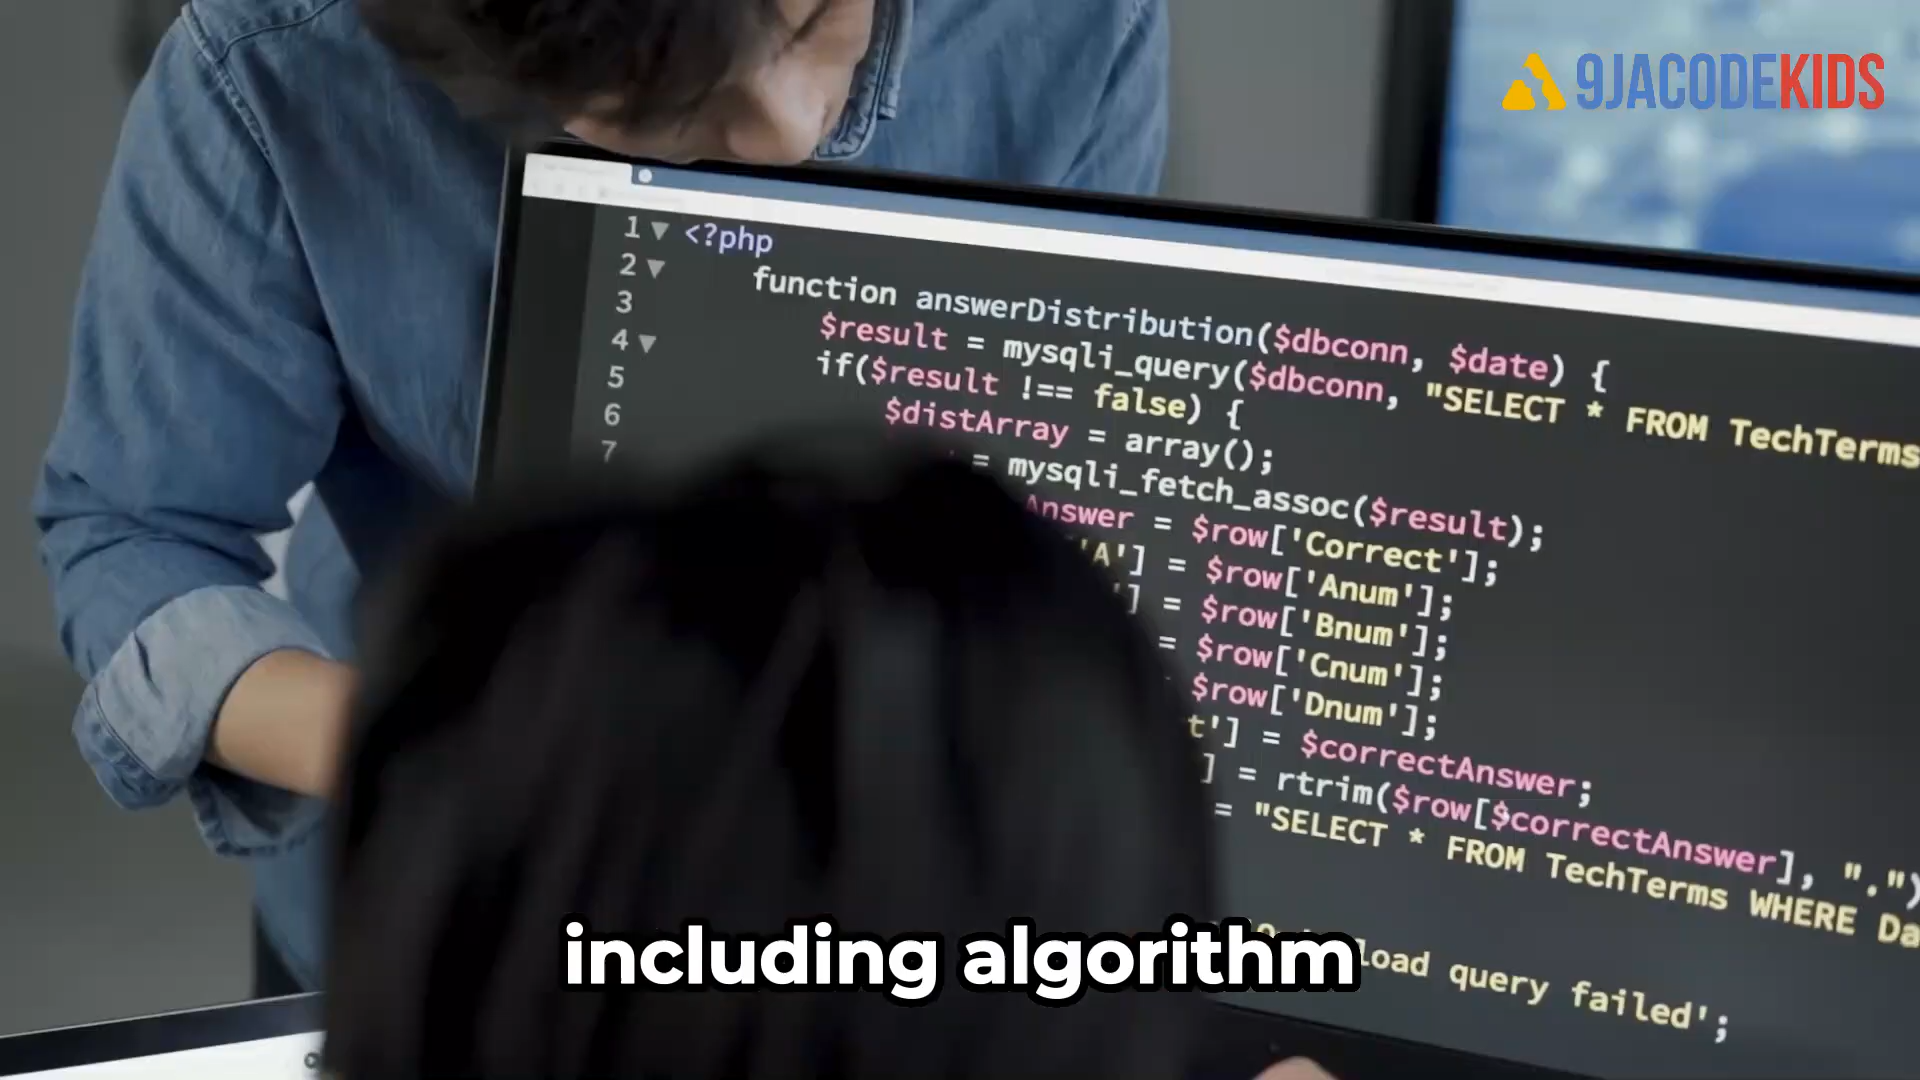 9JACODEKIDS
1 <?php
2 function answerDistribution($dbconn, $date) {
3 $result = mysqli_query($dbconn, "SELECT * FROM TechTerms
4 if($result !== false) {
5 $distArray = array();
6 = mysqli_fetch_assoc($result);
7 Answer = $row['Correct'];
'A'] = $row['Anum'];
'] = $row['Bnum'];
= $row['Cnum'];
$row['Dnum'];
t'] = $correctAnswer;
] = rtrim($row[$correctAnswer], ".")
= "SELECT * FROM TechTerms WHERE Da
load query failed';
including algorithm